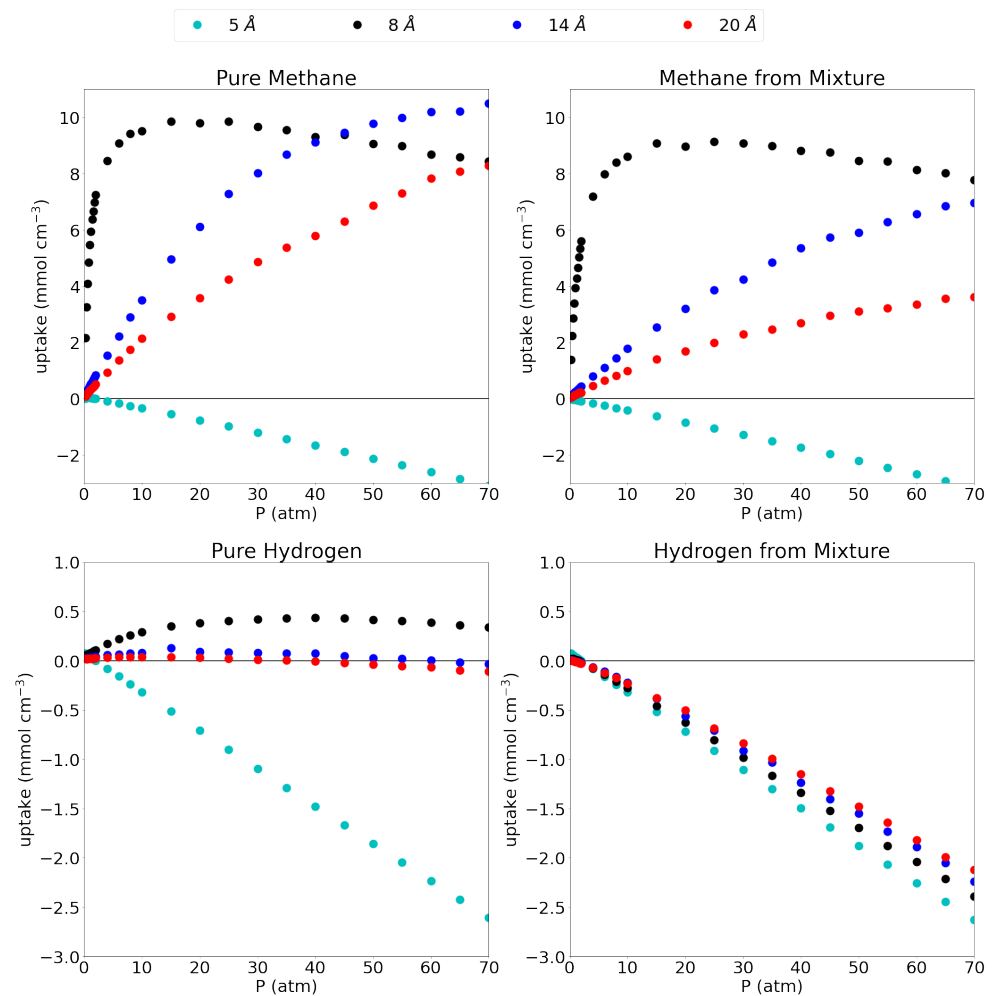 5 Å 8 Å 14 Å 20 Å
Pure Methane
uptake (mmol cm⁻³)
10
8
6
4
2
0
−2
0 10 20 30 40 50 60 70
P (atm)
Methane from Mixture
uptake (mmol cm⁻³)
10
8
6
4
2
0
−2
0 10 20 30 40 50 60 70
P (atm)
Pure Hydrogen
uptake (mmol cm⁻³)
1.0
0.5
0.0
−0.5
−1.0
−1.5
−2.0
−2.5
−3.0
0 10 20 30 40 50 60 70
P (atm)
Hydrogen from Mixture
uptake (mmol cm⁻³)
1.0
0.5
0.0
−0.5
−1.0
−1.5
−2.0
−2.5
−3.0
0 10 20 30 40 50 60 70
P (atm)